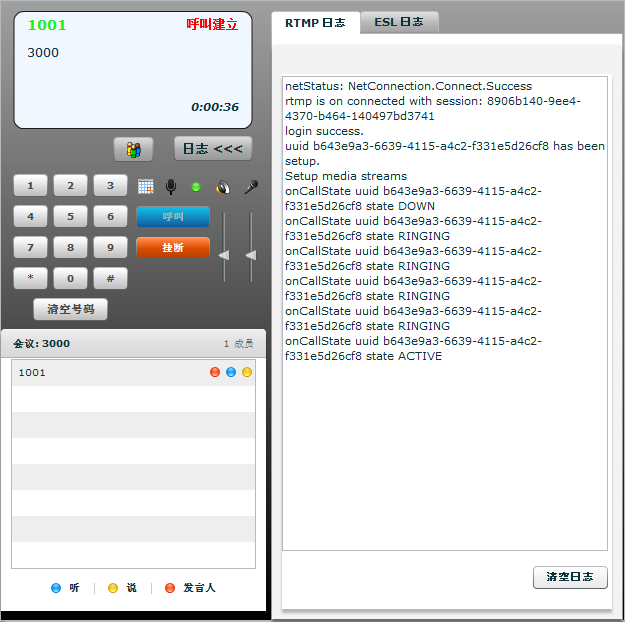 1001 呼叫建立
3000
0:00:36
日志 <<<
1 2 3
4 5 6 呼叫
7 8 9 挂断
* 0 #
清空号码
会议: 3000 1 成员
1001
听 说 发言人
RTMP 日志 ESL 日志
netStatus: NetConnection.Connect.Success
rtmp is on connected with session: 8906b140-9ee4-
4370-b464-140497bd3741
login success.
uuid b643e9a3-6639-4115-a4c2-f331e5d26cf8 has been
setup.
Setup media streams
onCallState uuid b643e9a3-6639-4115-a4c2-
f331e5d26cf8 state DOWN
onCallState uuid b643e9a3-6639-4115-a4c2-
f331e5d26cf8 state RINGING
onCallState uuid b643e9a3-6639-4115-a4c2-
f331e5d26cf8 state RINGING
onCallState uuid b643e9a3-6639-4115-a4c2-
f331e5d26cf8 state RINGING
onCallState uuid b643e9a3-6639-4115-a4c2-
f331e5d26cf8 state RINGING
onCallState uuid b643e9a3-6639-4115-a4c2-
f331e5d26cf8 state ACTIVE
清空日志